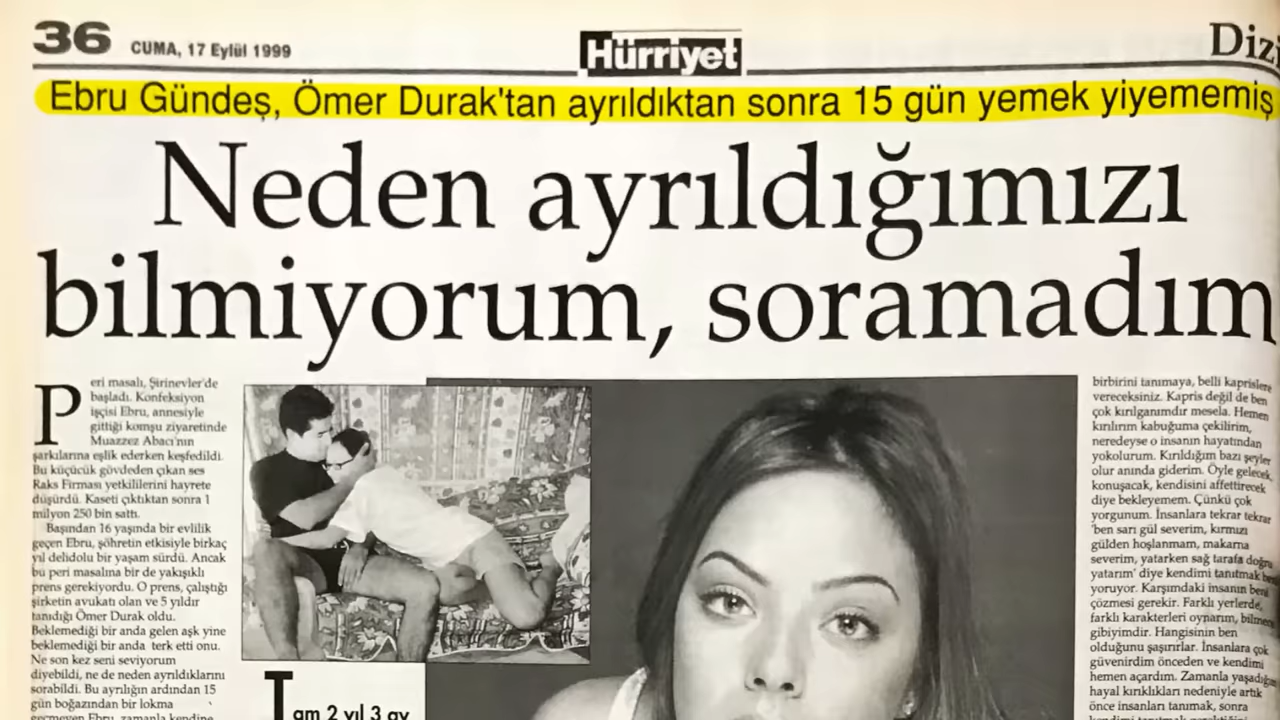 36 CUMA, 17 Eylül 1999
Hürriyet
Dizi
Ebru Gündeş, Ömer Durak'tan ayrıldıktan sonra 15 gün yemek yiyememiş
Neden ayrıldığımızı
bilmiyorum, soramadım
Peri masalı, Şirinevler'de
başladı. Konfeksiyon
işçisi Ebru, annesiyle
gittiği komşu ziyaretinde
Muazzez Abacı'nın
şarkılarına eşlik ederken keşfedildi.
Bu küçücük gövdeden çıkan ses
Raks Firması yetkililerini hayrete
düşürdü. Kaseti çıktıktan sonra 1
milyon 250 bin sattı.
Başından 16 yaşında bir evlilik
geçen Ebru, şöhretin etkisiyle birkaç
yıl delidolu bir yaşam sürdü. Ancak
bu peri masalına bir de yakışıklı
prens gerekiyordu. O prens, çalıştığı
şirketin avukatı olan ve 5 yıldır
tanıdığı Ömer Durak oldu.
Beklemediği bir anda gelen aşk yine
beklemediği bir anda terk etti onu.
Ne son kez seni seviyorum
diyebildi, ne de neden ayrıldıklarını
sorabildi. Bu ayrılığın ardından 15
gün boğazından bir lokma
geçmeyen Ebru, zamanla kendine
Tam 2 yıl 3 ay
birbirini tanımaya, belli kaprislere
vereceksiniz. Kapris değil de ben
çok kırılganımdır mesela. Hemen
kırılırım kabuğuma çekilirim,
neredeyse o insanın hayatından
yokolurum. Kırıldığım bazı şeyler
olur anında giderim. Öyle gelecek,
konuşacak, kendisini affettirecek
diye bekleyemem. Çünkü çok
yorgunum. İnsanlara tekrar tekrar
'ben sarı gül severim, kırmızı
gülden hoşlanmam, makarna
severim, yatarken sağ tarafa doğru
yatarım' diye kendimi tanıtmak
yoruyor. Karşımdaki insanın beni
çözmesi gerekir. Farklı yerlerde,
farklı karakterleri oynarım,
gibiyimdir. Hangisinin ben
olduğunu şaşırırlar. İnsanlara çok
güvenirdim önceden ve kendimi
hemen açardım. Zamanla yaşadığım
hayal kırıklıkları nedeniyle artık
önce insanları tanımak, sonra